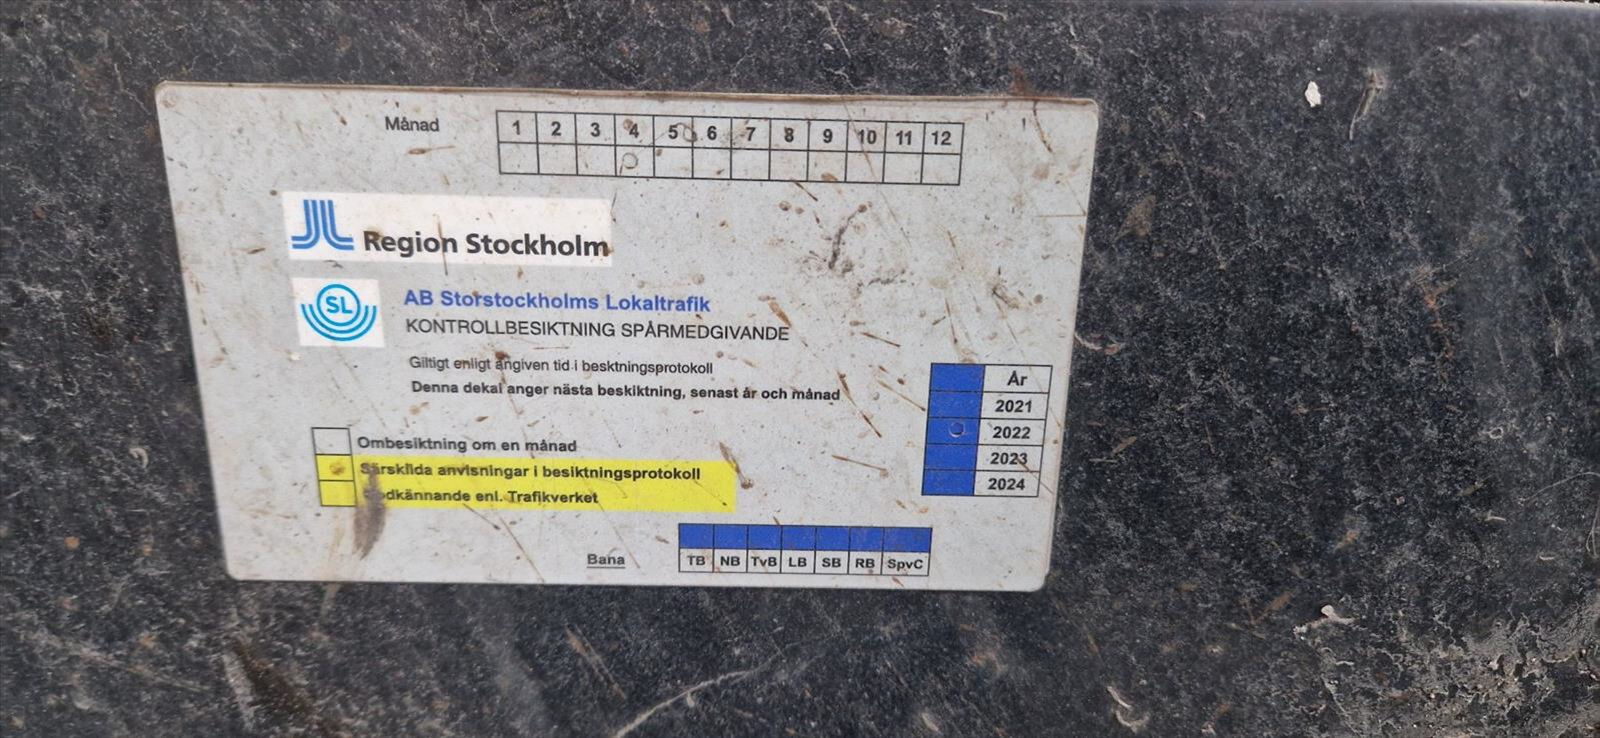 Månad 1 2 3 4 5 6 7 8 9 10 11 12
Region Stockholm
SL
AB Storstockholms Lokaltrafik
KONTROLLBESIKTNING SPÅRMEDGIVANDE
Giltigt enligt angiven tid i besktningsprotokoll
Denna dekal anger nästa beskiktning, senast år och månad
År
2021
2022
2023
2024
Ombesiktning om en månad
Särskilda anvisningar i besiktningsprotokoll
Godkännande enl. Trafikverket
Bana TB NB TvB LB SB RB SpvC